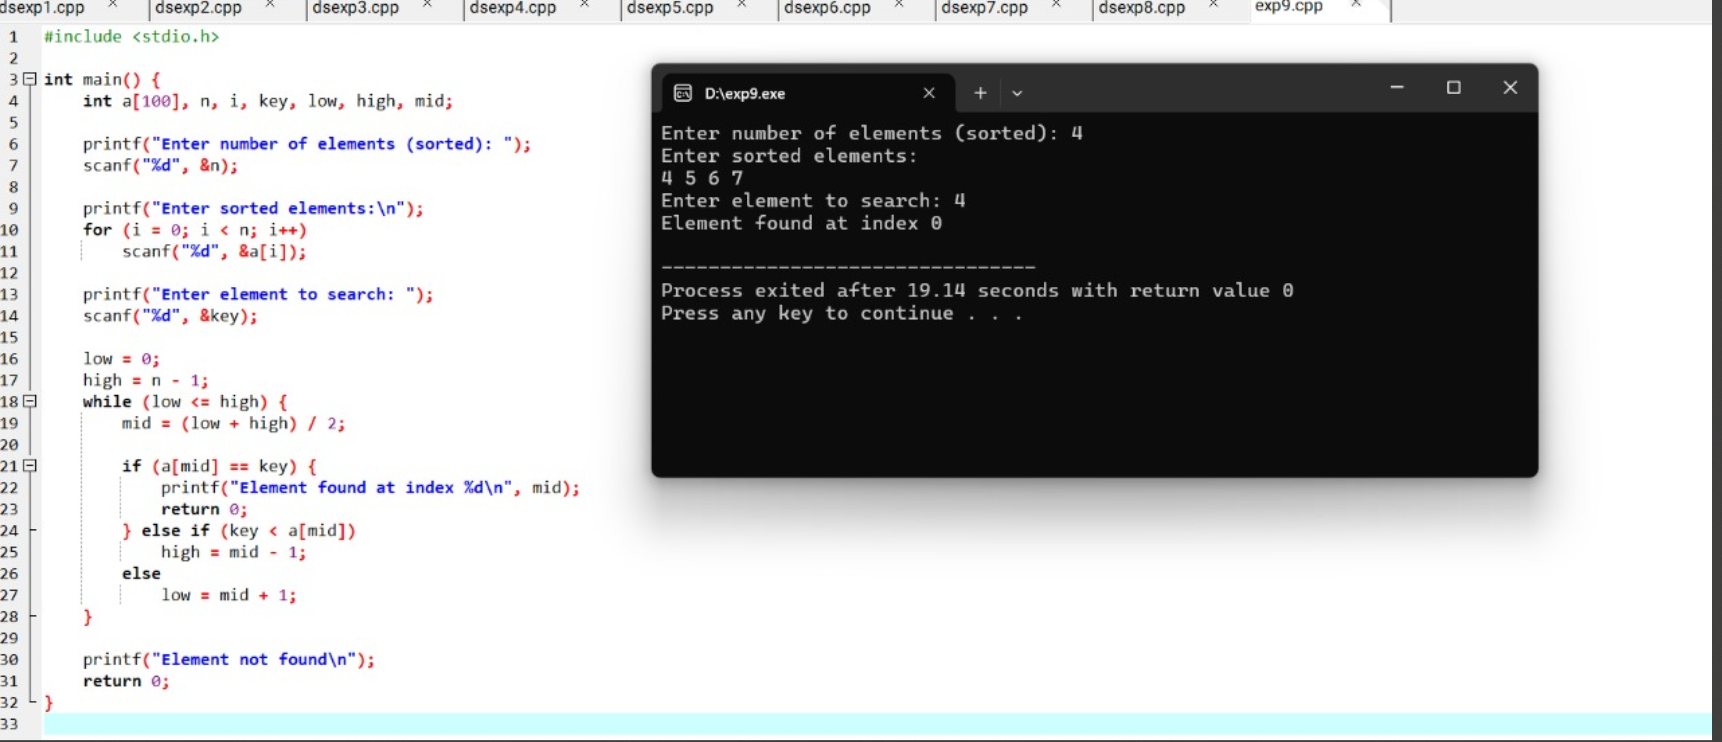 dsexp1.cpp × dsexp2.cpp × dsexp3.cpp × dsexp4.cpp × dsexp5.cpp × dsexp6.cpp × dsexp7.cpp × dsexp8.cpp × exp9.cpp ×
1 #include <stdio.h>
2
3 int main() {
4 int a[100], n, i, key, low, high, mid;
5
6 printf("Enter number of elements (sorted): ");
7 scanf("%d", &n);
8
9 printf("Enter sorted elements:\n");
10 for (i = 0; i < n; i++)
11 scanf("%d", &a[i]);
12
13 printf("Enter element to search: ");
14 scanf("%d", &key);
15
16 low = 0;
17 high = n - 1;
18 while (low <= high) {
19 mid = (low + high) / 2;
20
21 if (a[mid] == key) {
22 printf("Element found at index %d\n", mid);
23 return 0;
24 } else if (key < a[mid])
25 high = mid - 1;
26 else
27 low = mid + 1;
28 }
29
30 printf("Element not found\n");
31 return 0;
32 }
33
D:\exp9.exe
Enter number of elements (sorted): 4
Enter sorted elements:
4 5 6 7
Enter element to search: 4
Element found at index 0
--------------------------------
Process exited after 19.14 seconds with return value 0
Press any key to continue . . .